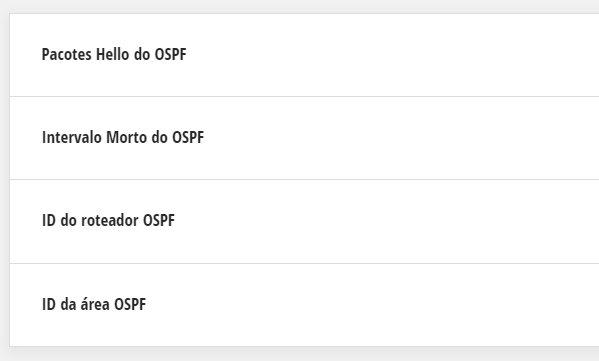 Pacotes Hello do OSPF
Intervalo Morto do OSPF
ID do roteador OSPF
ID da área OSPF